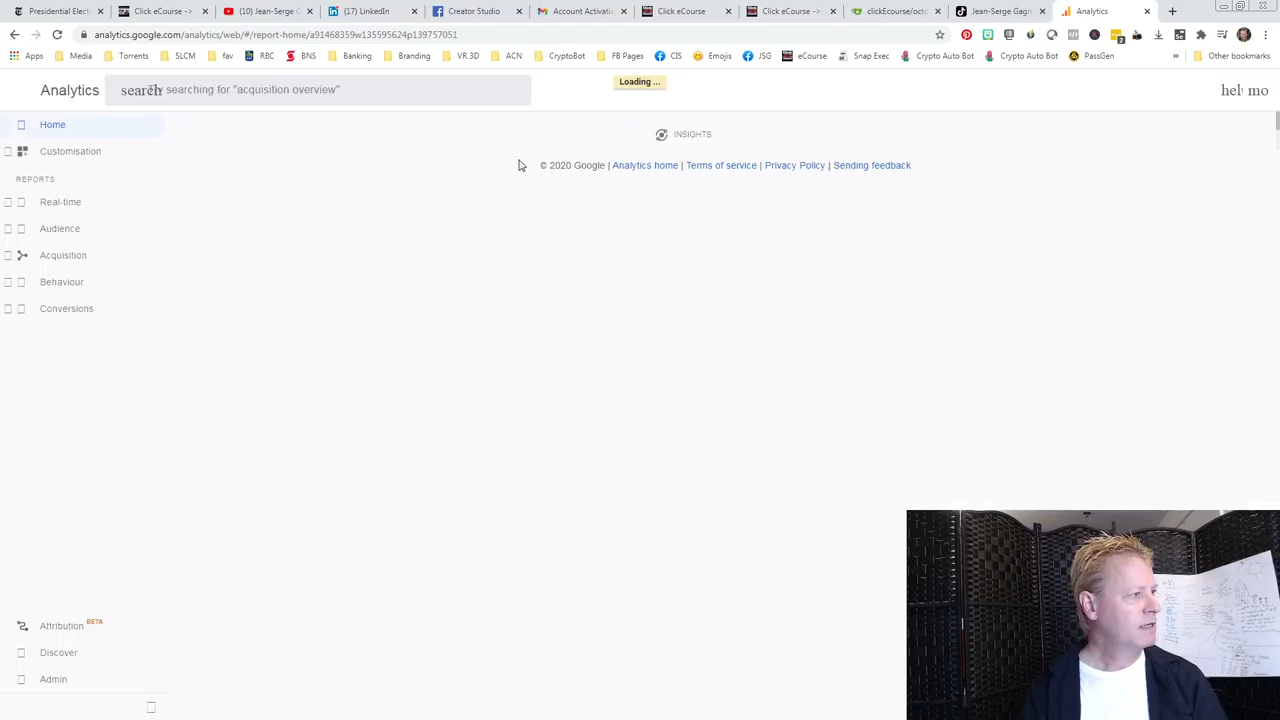 Presidential Electi Click eCourse -> (10) Jean-Serge G (17) LinkedIn Creator Studio Account Activatio Click eCourse Click eCourse -> clickEcourse/octo Jean-Serge Gagn Analytics
analytics.google.com/analytics/web/#/report-home/a91468359w135595624p139757051
Apps Media Torrents SLCM fav RBC BNS Banking Branding VR 3D ACN CryptoBot FB Pages CIS Emojis JSG eCourse Snap Exec Crypto Auto Bot Crypto Auto Bot PassGen » Other bookmarks
Loading ...
Analytics search searching for "acquisition overview"
Home
INSIGHTS
Customisation
© 2020 Google | Analytics home | Terms of service | Privacy Policy | Sending feedback
REPORTS
Real-time
Audience
Acquisition
Behaviour
Conversions
Attribution BETA
Discover
Admin